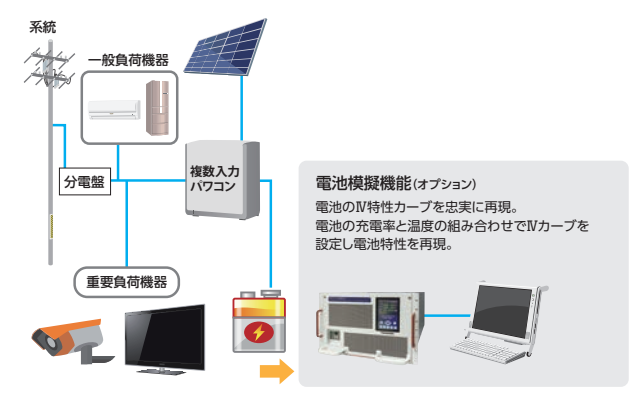 系統
一般負荷機器
分電盤
複数入力
パワコン
重要負荷機器
電池模擬機能(オプション)
電池のⅣ特性カーブを忠実に再現。
電池の充電率と温度の組み合わせでⅣカーブを
設定し電池特性を再現。